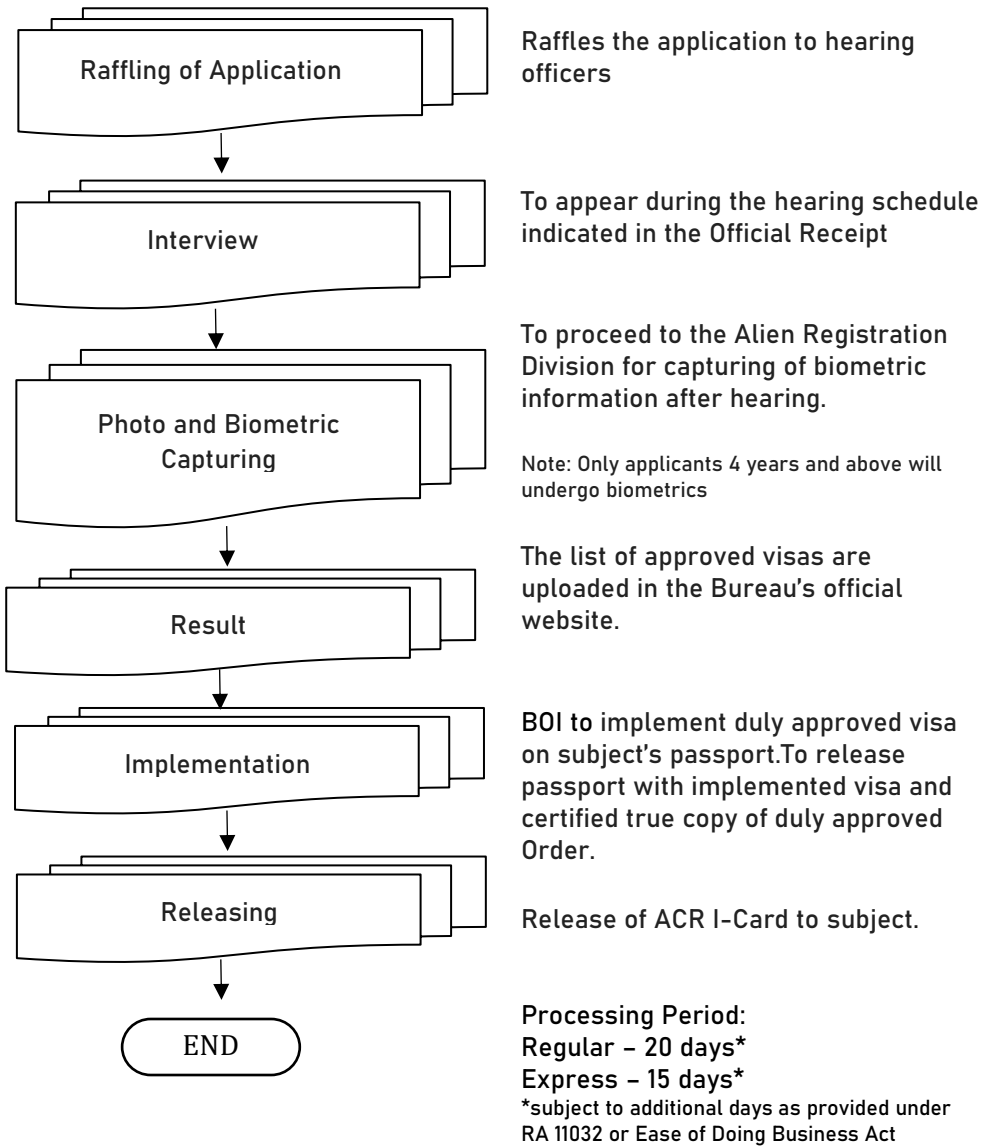 Raffling of Application
Raffles the application to hearing
officers
Interview
To appear during the hearing schedule
indicated in the Official Receipt
Photo and Biometric
Capturing
To proceed to the Alien Registration
Division for capturing of biometric
information after hearing.
Note: Only applicants 4 years and above will
undergo biometrics
Result
The list of approved visas are
uploaded in the Bureau's official
website.
Implementation
BOI to implement duly approved visa
on subject's passport.To release
passport with implemented visa and
certified true copy of duly approved
Order.
Releasing
Release of ACR I-Card to subject.
END
Processing Period:
Regular – 20 days*
Express – 15 days*
*subject to additional days as provided under
RA 11032 or Ease of Doing Business Act